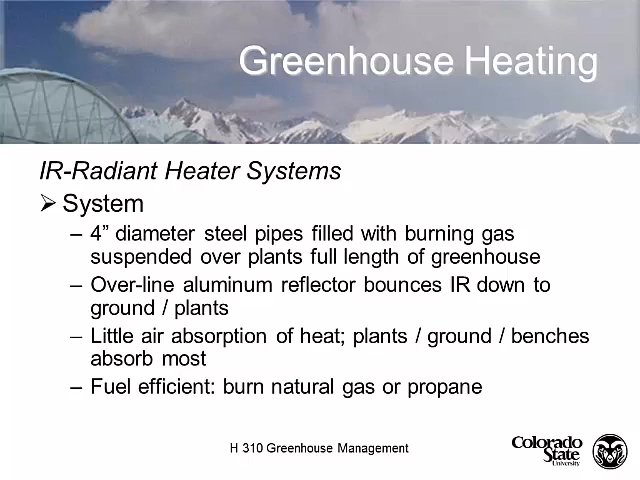 Greenhouse Heating
IR-Radiant Heater Systems
➢ System
– 4” diameter steel pipes filled with burning gas
suspended over plants full length of greenhouse
– Over-line aluminum reflector bounces IR down to
ground / plants
– Little air absorption of heat; plants / ground / benches
absorb most
– Fuel efficient: burn natural gas or propane
H 310 Greenhouse Management
Colorado
State
University